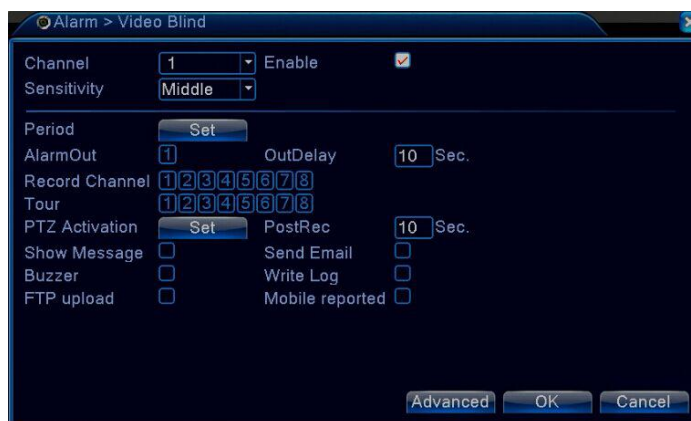 Alarm > Video Blind
Channel 1 Enable
Sensitivity Middle
Period Set
AlarmOut 1 OutDelay 10 Sec.
Record Channel 1 2 3 4 5 6 7 8
Tour 1 2 3 4 5 6 7 8
PTZ Activation Set PostRec 10 Sec.
Show Message Send Email
Buzzer Write Log
FTP upload Mobile reported
Advanced OK Cancel